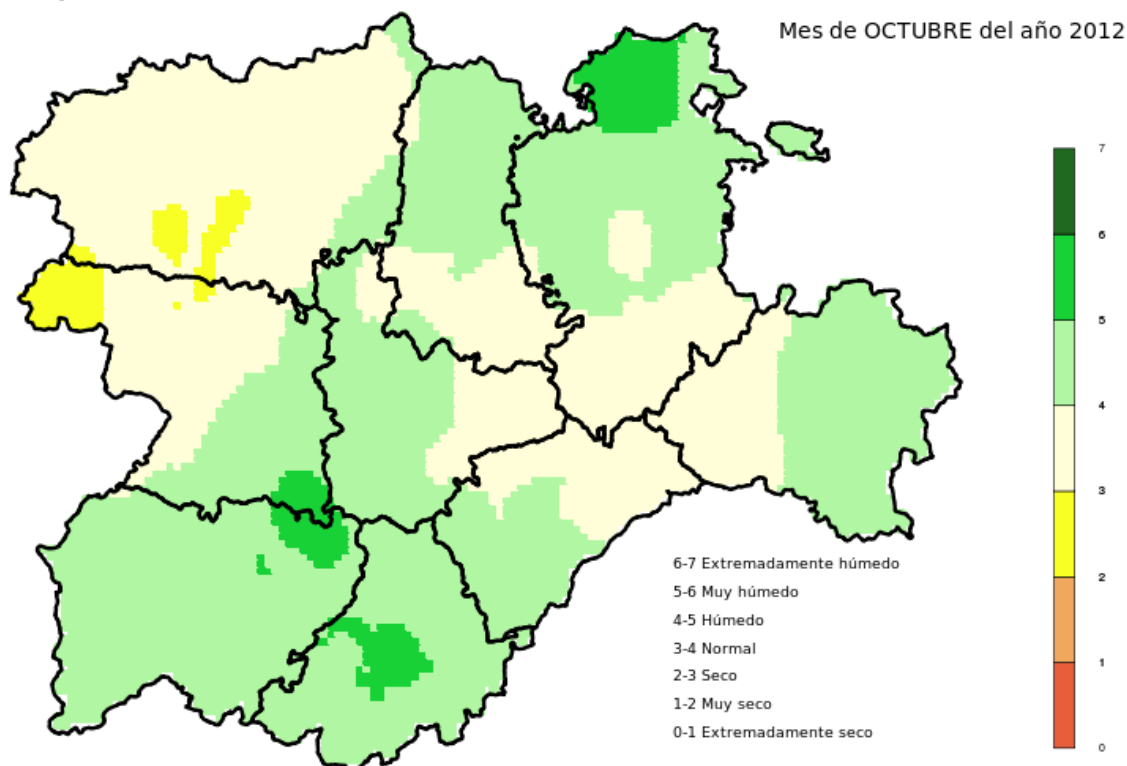 Mes de OCTUBRE del año 2012
7
6
5
4
3
2
1
0
6-7 Extremadamente húmedo
5-6 Muy húmedo
4-5 Húmedo
3-4 Normal
2-3 Seco
1-2 Muy seco
0-1 Extremadamente seco